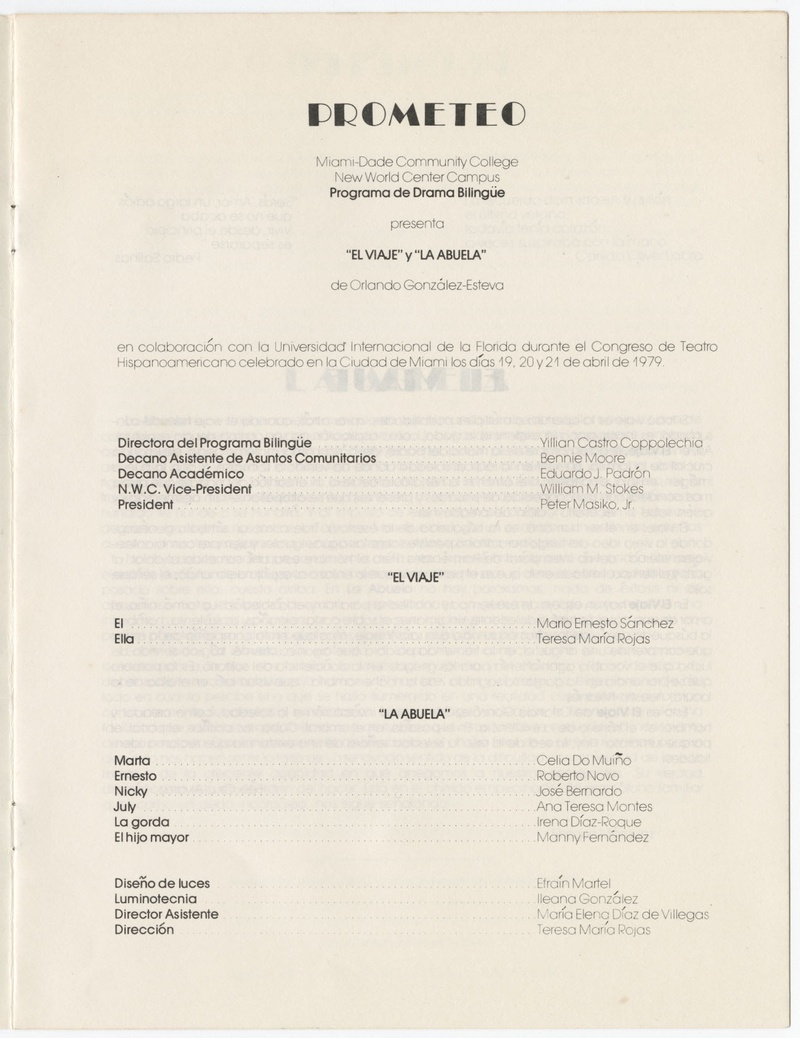 PROMETEO
Miami-Dade Community College
New World Center Campus
Programa de Drama Bilingüe
presenta
"EL VIAJE" y "LA ABUELA"
de Orlando González-Esteva
en colaboración con la Universidad Internacional de la Florida durante el Congreso de Teatro
Hispanoamericano celebrado en la Ciudad de Miami los días 19, 20 y 21 de abril de 1979.
Directora del Programa Bilingüe Yillian Castro Coppolechia
Decano Asistente de Asuntos Comunitarios Bennie Moore
Decano Académico Eduardo J. Padrón
N.W.C. Vice-President William M. Stokes
President Peter Masiko, Jr.
"EL VIAJE"
El Mario Ernesto Sánchez
Ella Teresa María Rojas
"LA ABUELA"
Marta Celia Do Muiño
Ernesto Roberto Novo
Nicky José Bernardo
July Ana Teresa Montes
La gorda Irena Díaz-Roque
El hijo mayor Manny Fernández
Diseño de luces Efraín Martel
Luminotecnia Ileana González
Director Asistente María Elena Díaz de Villegas
Dirección Teresa María Rojas